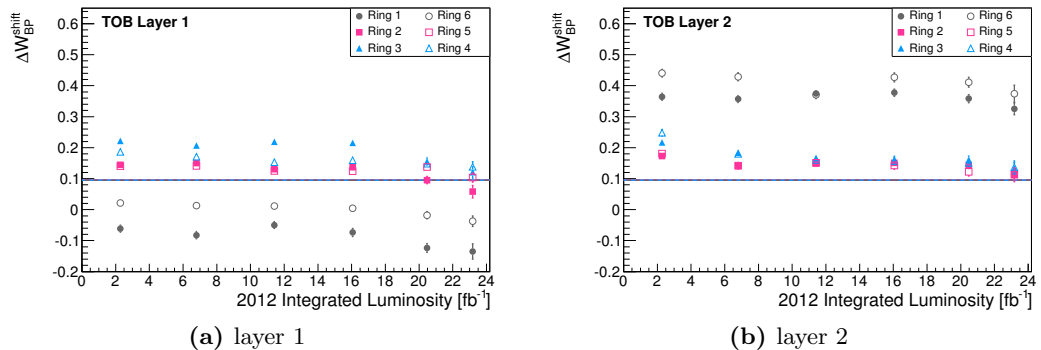 TOB Layer 1
Ring 1 Ring 6
Ring 2 Ring 5
Ring 3 Ring 4
ΔW_BP^shift
0.6
0.5
0.4
0.3
0.2
0.1
0
-0.1
-0.2
0 2 4 6 8 10 12 14 16 18 20 22 24
2012 Integrated Luminosity [fb⁻¹]
(a) layer 1
TOB Layer 2
Ring 1 Ring 6
Ring 2 Ring 5
Ring 3 Ring 4
ΔW_BP^shift
0.6
0.5
0.4
0.3
0.2
0.1
0
-0.1
-0.2
0 2 4 6 8 10 12 14 16 18 20 22 24
2012 Integrated Luminosity [fb⁻¹]
(b) layer 2